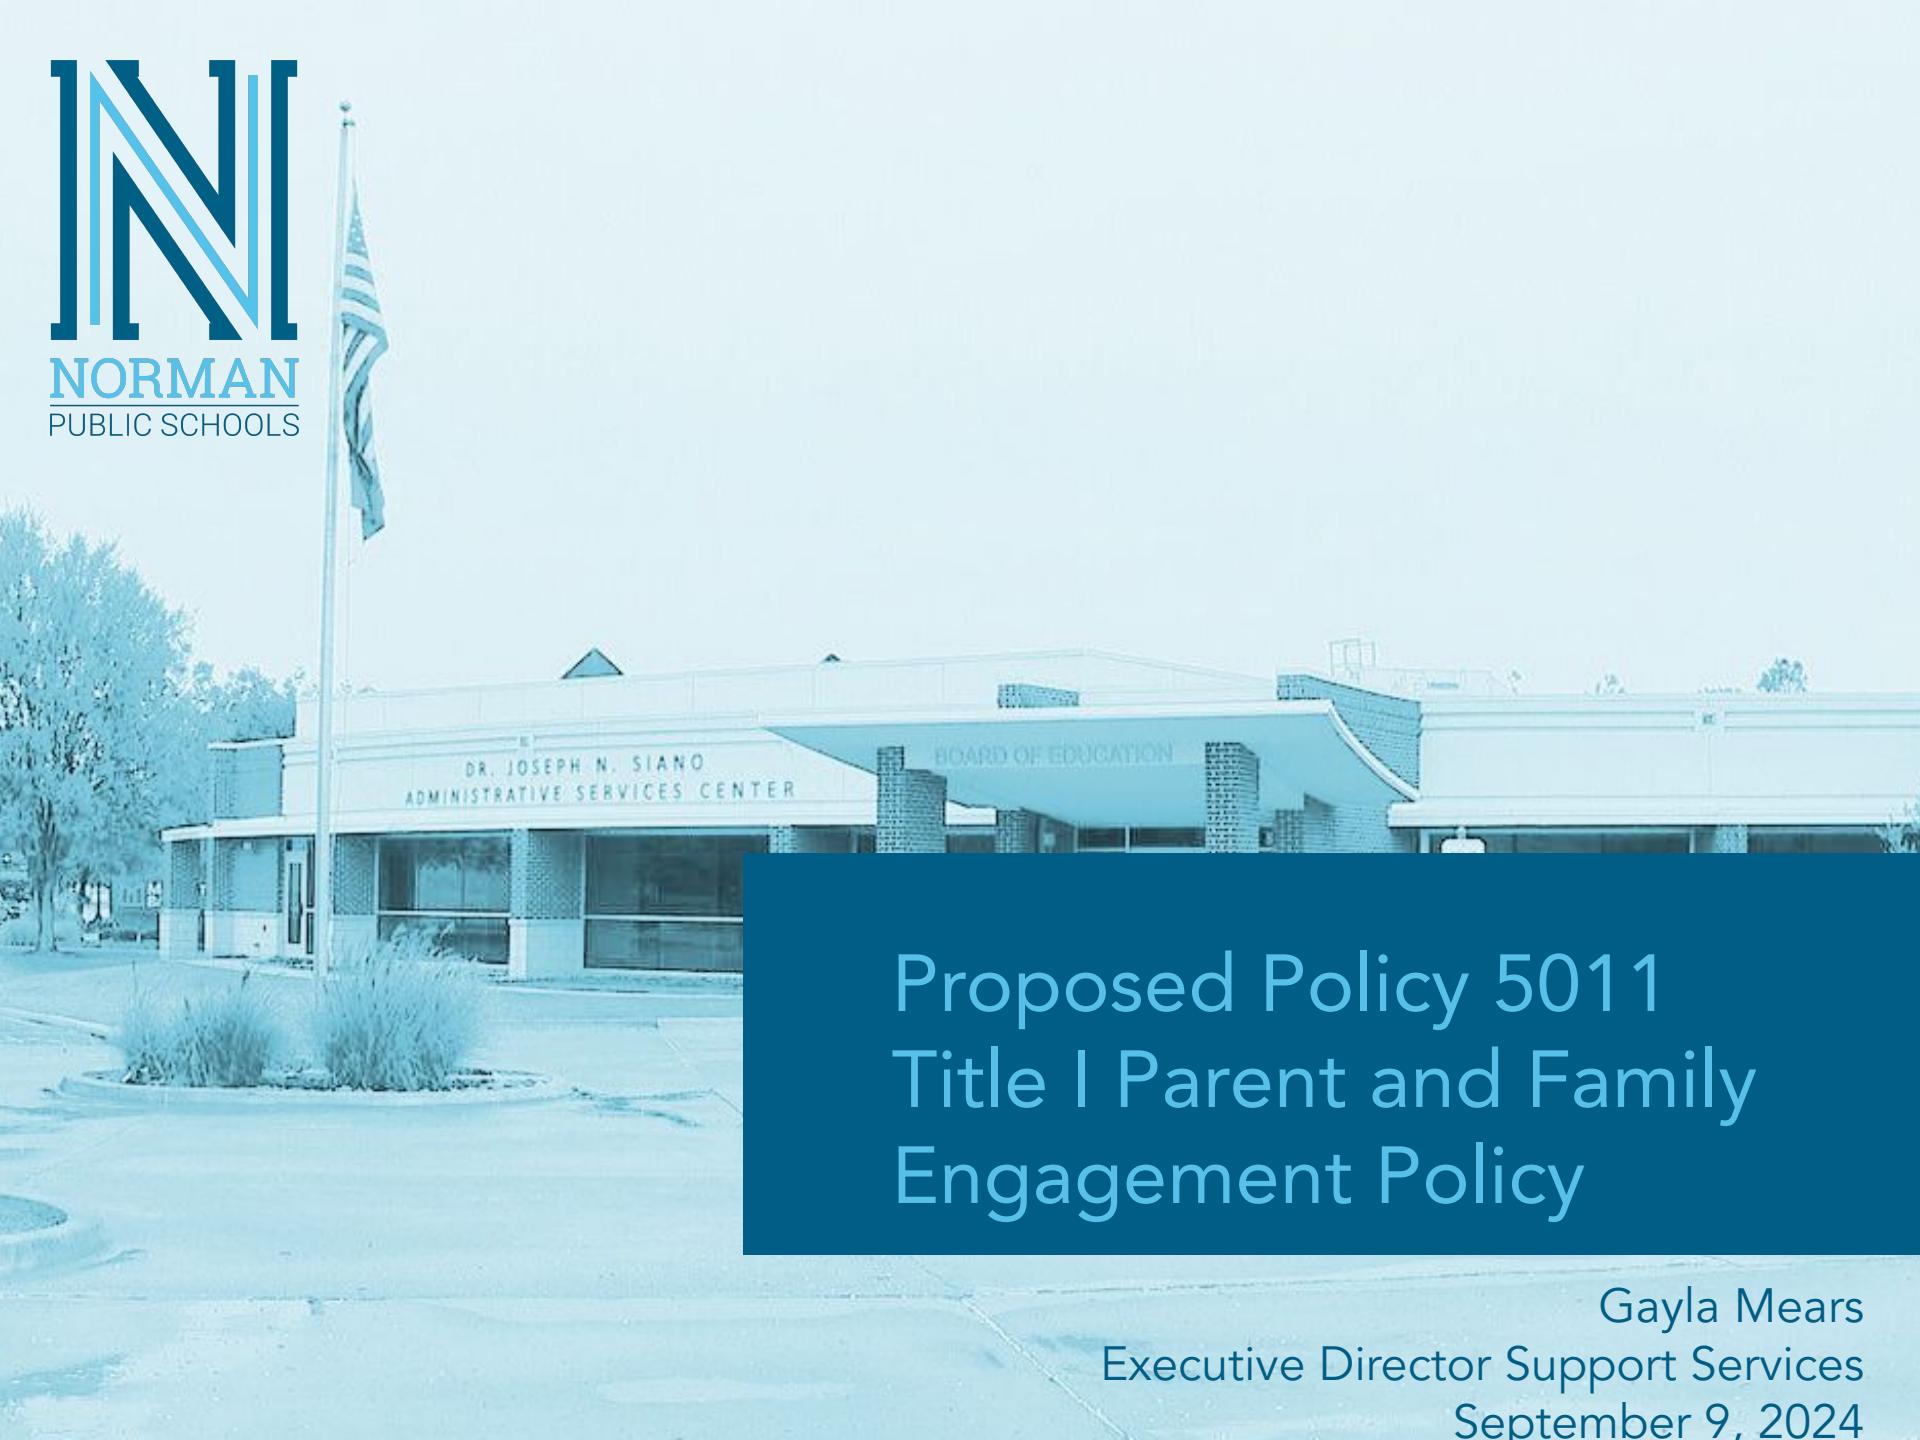 NORMAN
PUBLIC SCHOOLS
DR. JOSEPH N. SIANO
ADMINISTRATIVE SERVICES CENTER
BOARD OF EDUCATION
Proposed Policy 5011
Title I Parent and Family
Engagement Policy
Gayla Mears
Executive Director Support Services
September 9, 2024